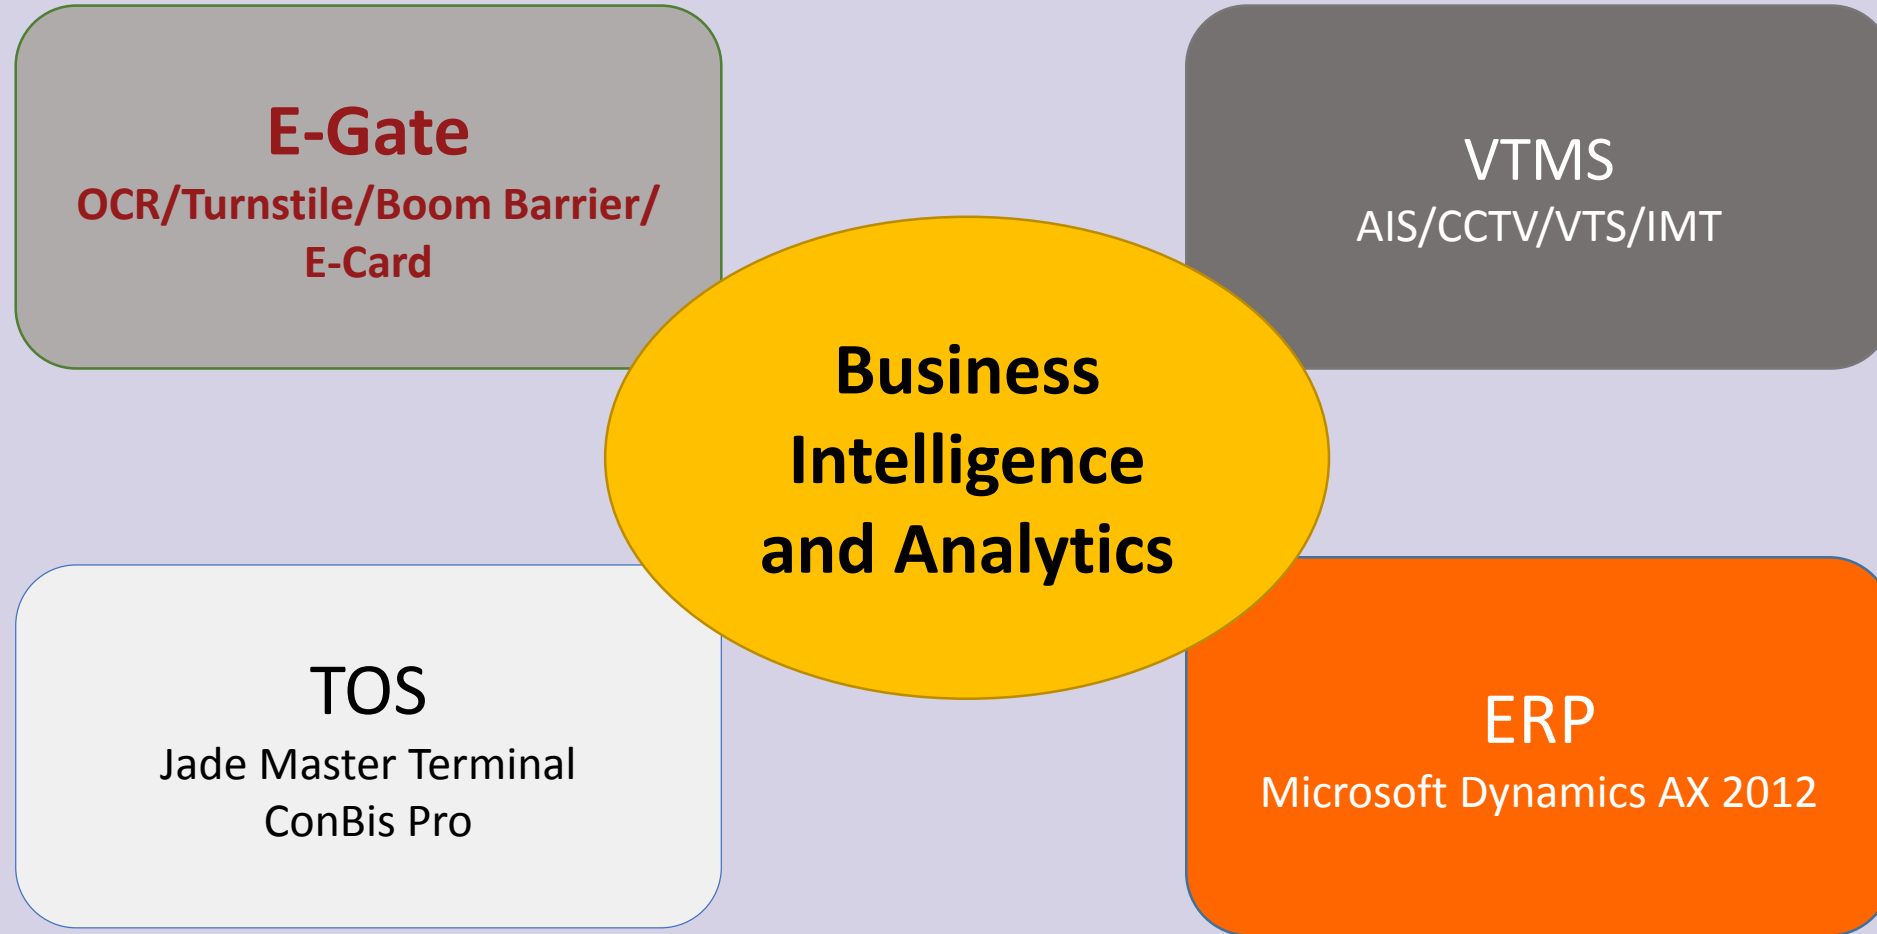 E-Gate
OCR/Turnstile/Boom Barrier/
E-Card
VTMS
AIS/CCTV/VTS/IMT
Business
Intelligence
and Analytics
TOS
Jade Master Terminal
ConBis Pro
ERP
Microsoft Dynamics AX 2012